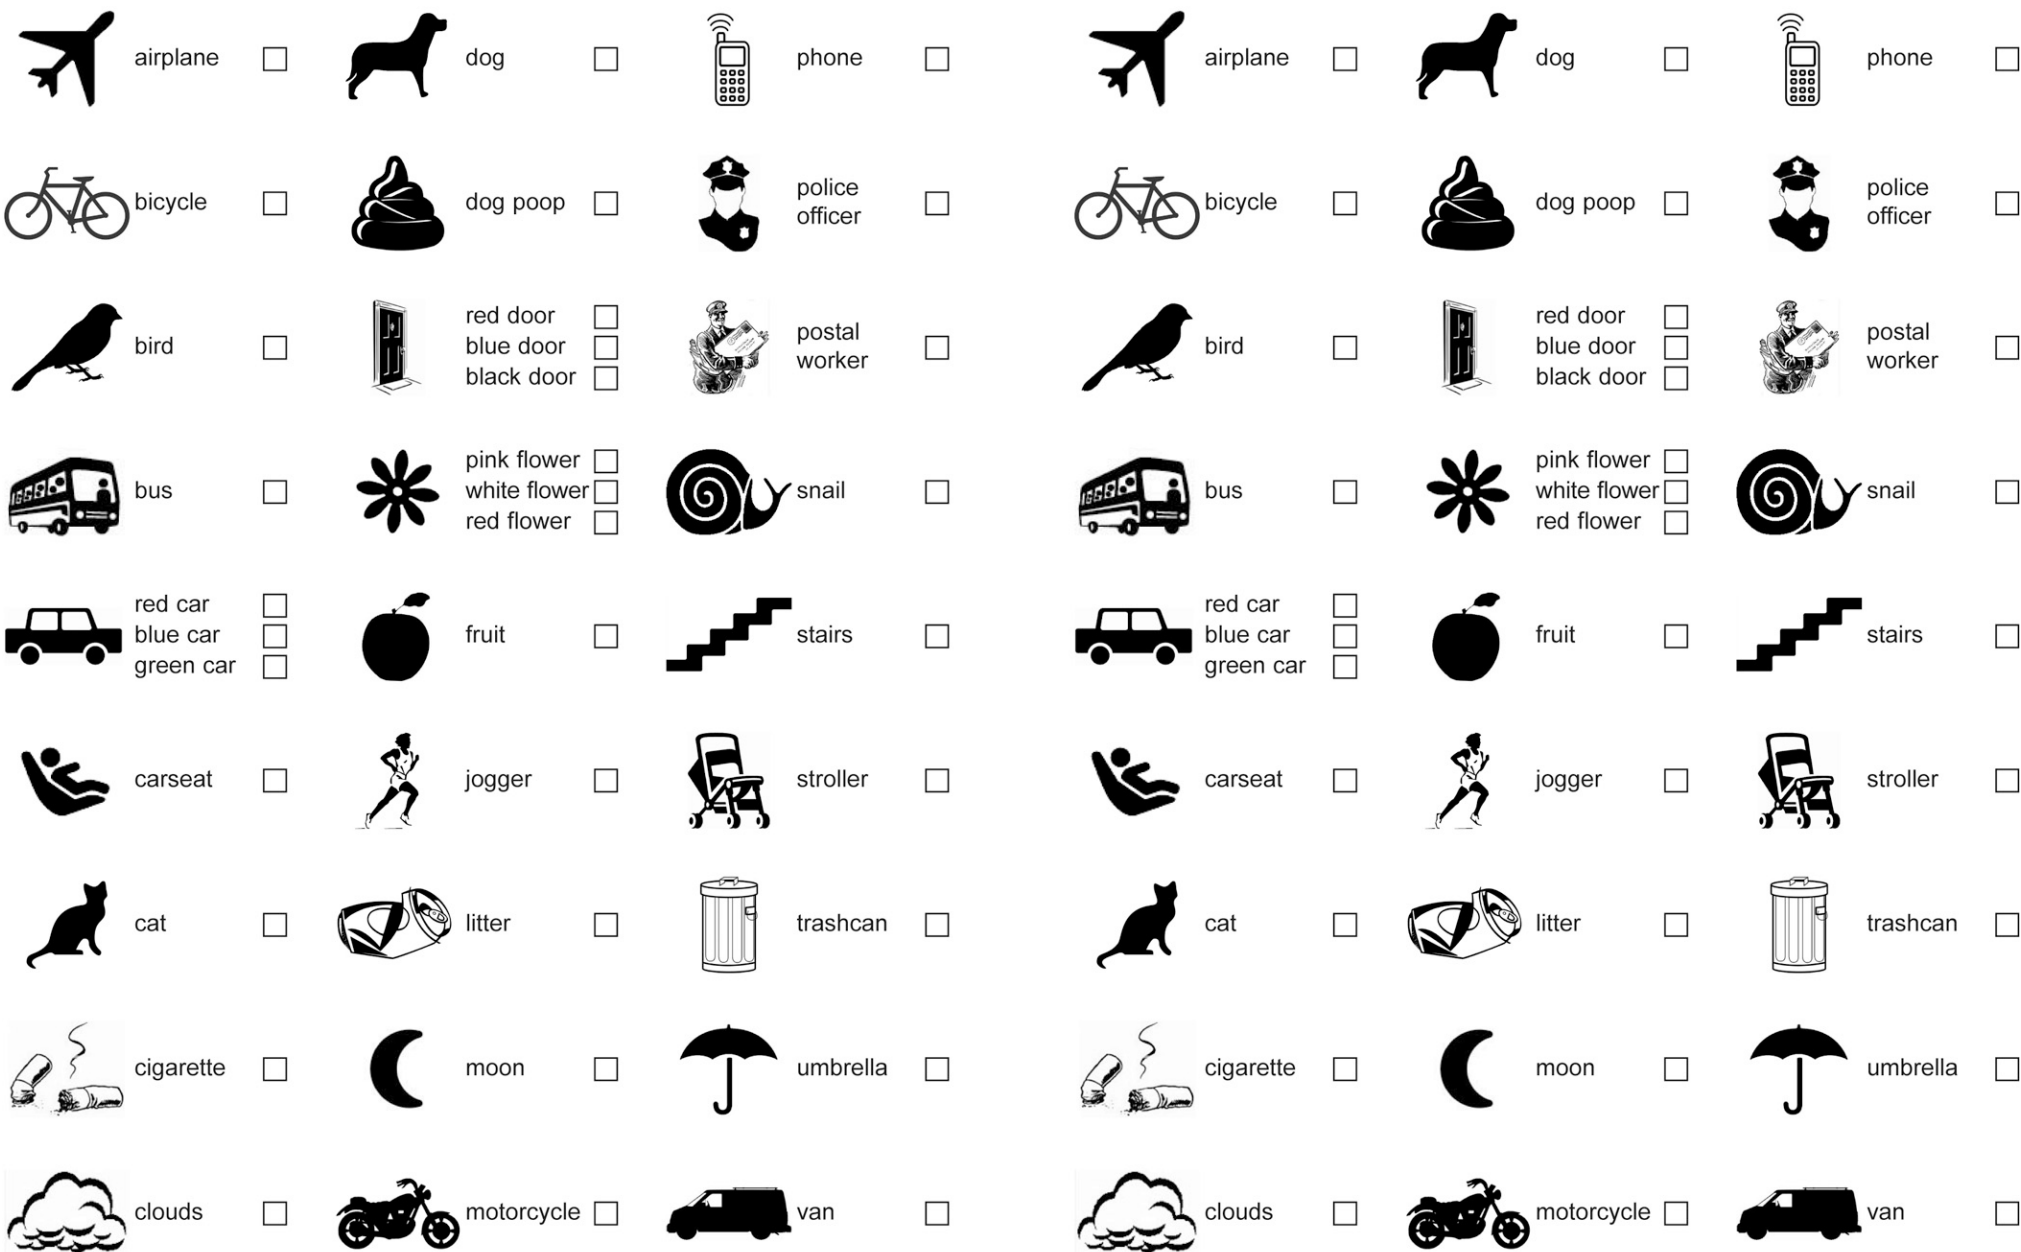 airplane
dog
phone
airplane
dog
phone
bicycle
dog poop
police
officer
bicycle
dog poop
police
officer
bird
red door
blue door
black door
postal
worker
bird
red door
blue door
black door
postal
worker
bus
pink flower
white flower
red flower
snail
bus
pink flower
white flower
red flower
snail
red car
blue car
green car
fruit
stairs
red car
blue car
green car
fruit
stairs
carseat
jogger
stroller
carseat
jogger
stroller
cat
litter
trashcan
cat
litter
trashcan
cigarette
moon
umbrella
cigarette
moon
umbrella
clouds
motorcycle
van
clouds
motorcycle
van